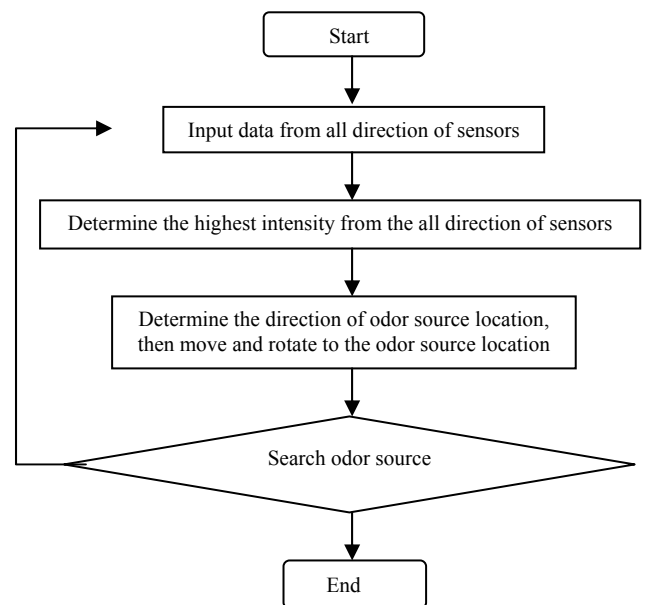 Start
Input data from all direction of sensors
Determine the highest intensity from the all direction of sensors
Determine the direction of odor source location,
then move and rotate to the odor source location
Search odor source
End